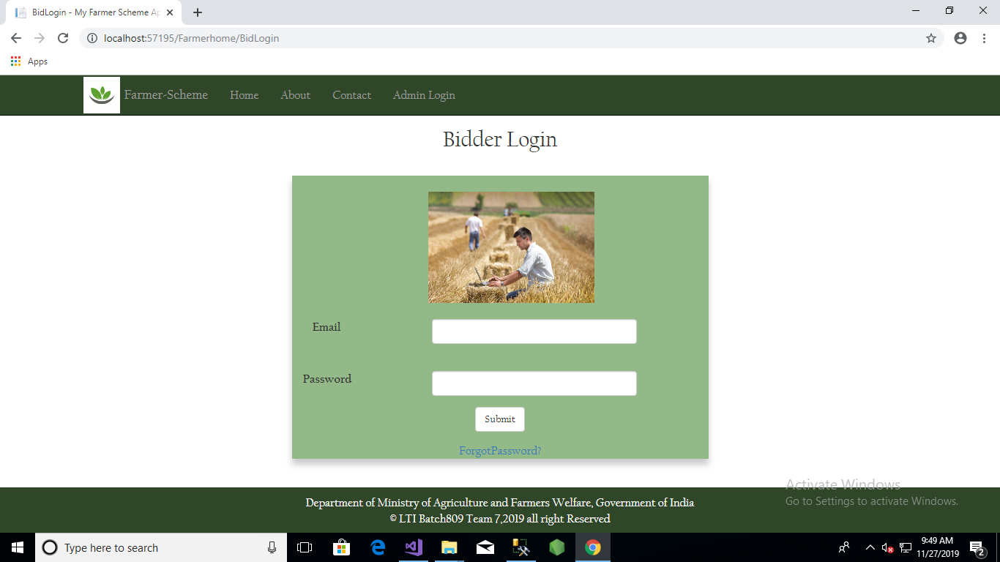 BidLogin - My Farmer Scheme Ap
localhost:57195/Farmerhome/BidLogin
Apps
Farmer-Scheme Home About Contact Admin Login
Bidder Login
Email
Password
Submit
ForgotPassword?
Activate Windows
Go to Settings to activate Windows.
Department of Ministry of Agriculture and Farmers Welfare, Government of India
© LTI Batch809 Team 7,2019 all right Reserved
Type here to search
9:49 AM
11/27/2019
2